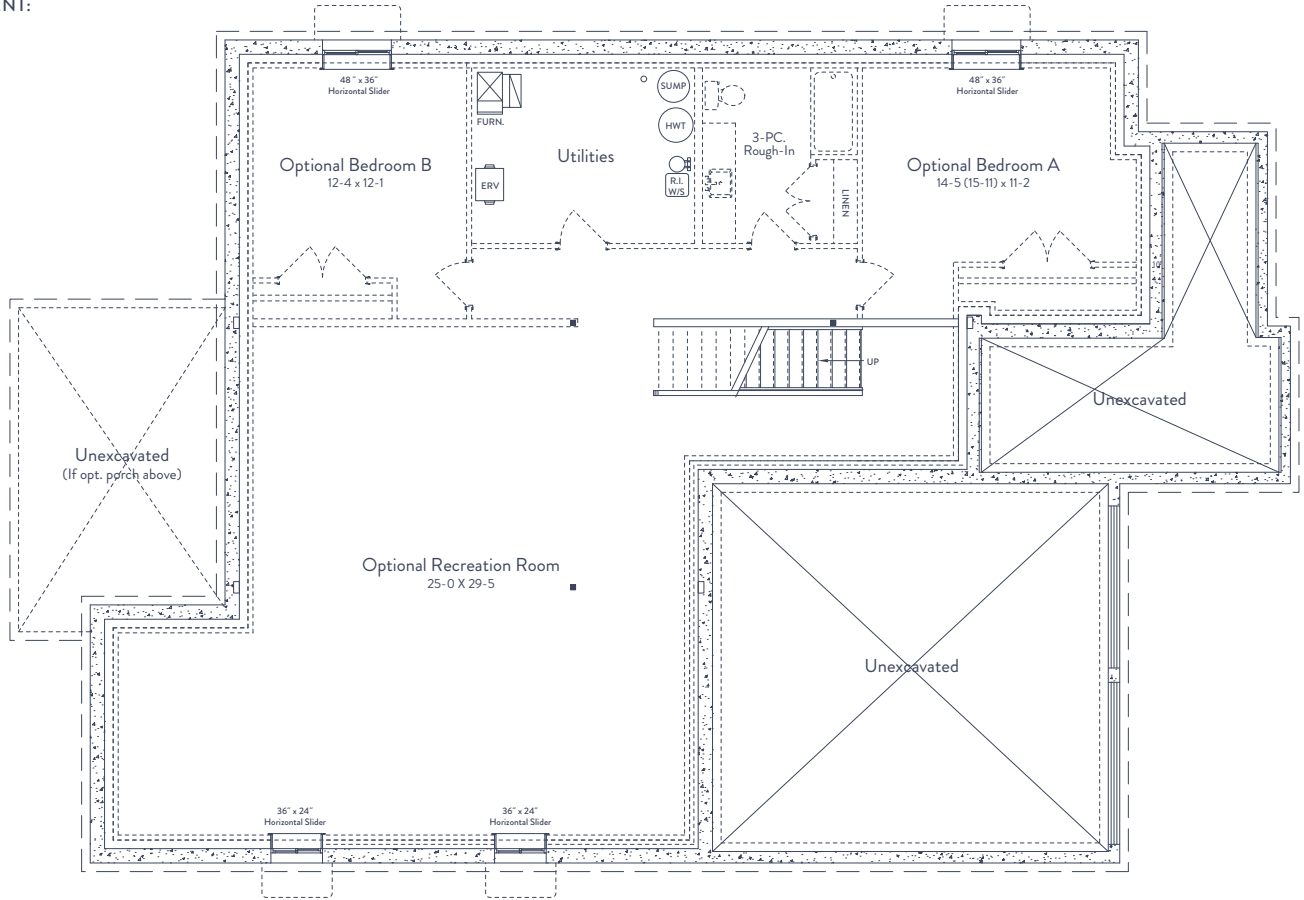 ENT:
48" x 36"
Horizontal Slider
FURN.
SUMP
HWT
3-PC.
Rough-In
48" x 36"
Horizontal Slider
Optional Bedroom B
12-4 x 12-1
Utilities
ERV
R.I.
W/S
LINEN
Optional Bedroom A
14-5 (15-11) x 11-2
UP
Unexcavated
Unexcavated
(If opt. porch above)
Optional Recreation Room
25-0 X 29-5
Unexcavated
36" x 24"
Horizontal Slider
36" x 24"
Horizontal Slider